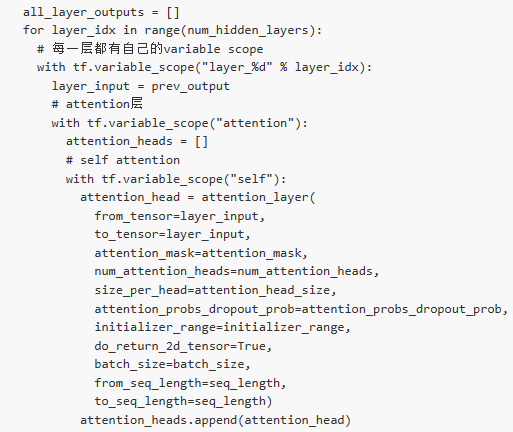 all_layer_outputs = []
for layer_idx in range(num_hidden_layers):
  # 每一层都有自己的variable scope
  with tf.variable_scope("layer_%d" % layer_idx):
    layer_input = prev_output
    # attention层
    with tf.variable_scope("attention"):
      attention_heads = []
      # self attention
      with tf.variable_scope("self"):
        attention_head = attention_layer(
          from_tensor=layer_input,
          to_tensor=layer_input,
          attention_mask=attention_mask,
          num_attention_heads=num_attention_heads,
          size_per_head=attention_head_size,
          attention_probs_dropout_prob=attention_probs_dropout_prob,
          initializer_range=initializer_range,
          do_return_2d_tensor=True,
          batch_size=batch_size,
          from_seq_length=seq_length,
          to_seq_length=seq_length)
        attention_heads.append(attention_head)